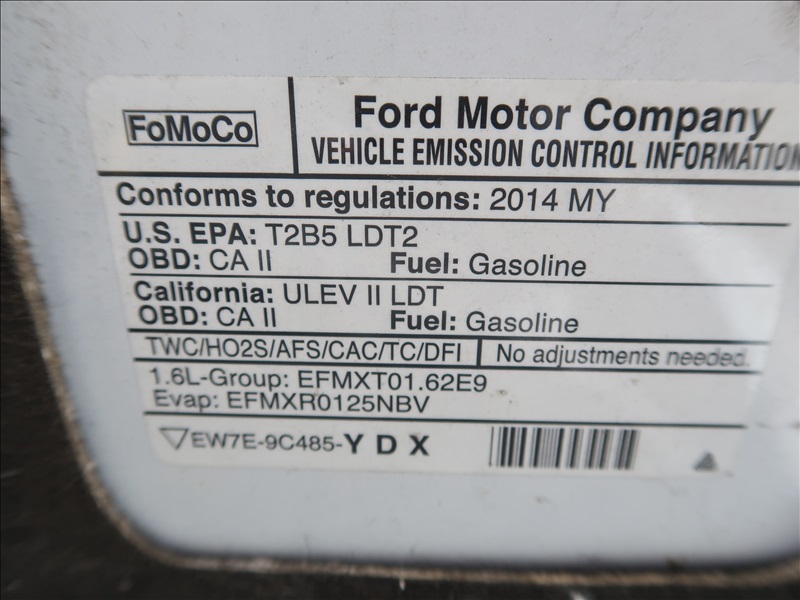 FoMoCo
Ford Motor Company
VEHICLE EMISSION CONTROL INFORMATION
Conforms to regulations: 2014 MY
U.S. EPA: T2B5 LDT2
OBD: CA II Fuel: Gasoline
California: ULEV II LDT
OBD: CA II Fuel: Gasoline
TWC/HO2S/AFS/CAC/TC/DFI No adjustments needed.
1.6L-Group: EFMXT01.62E9
Evap: EFMXR0125NBV
EW7E-9C485-Y D X